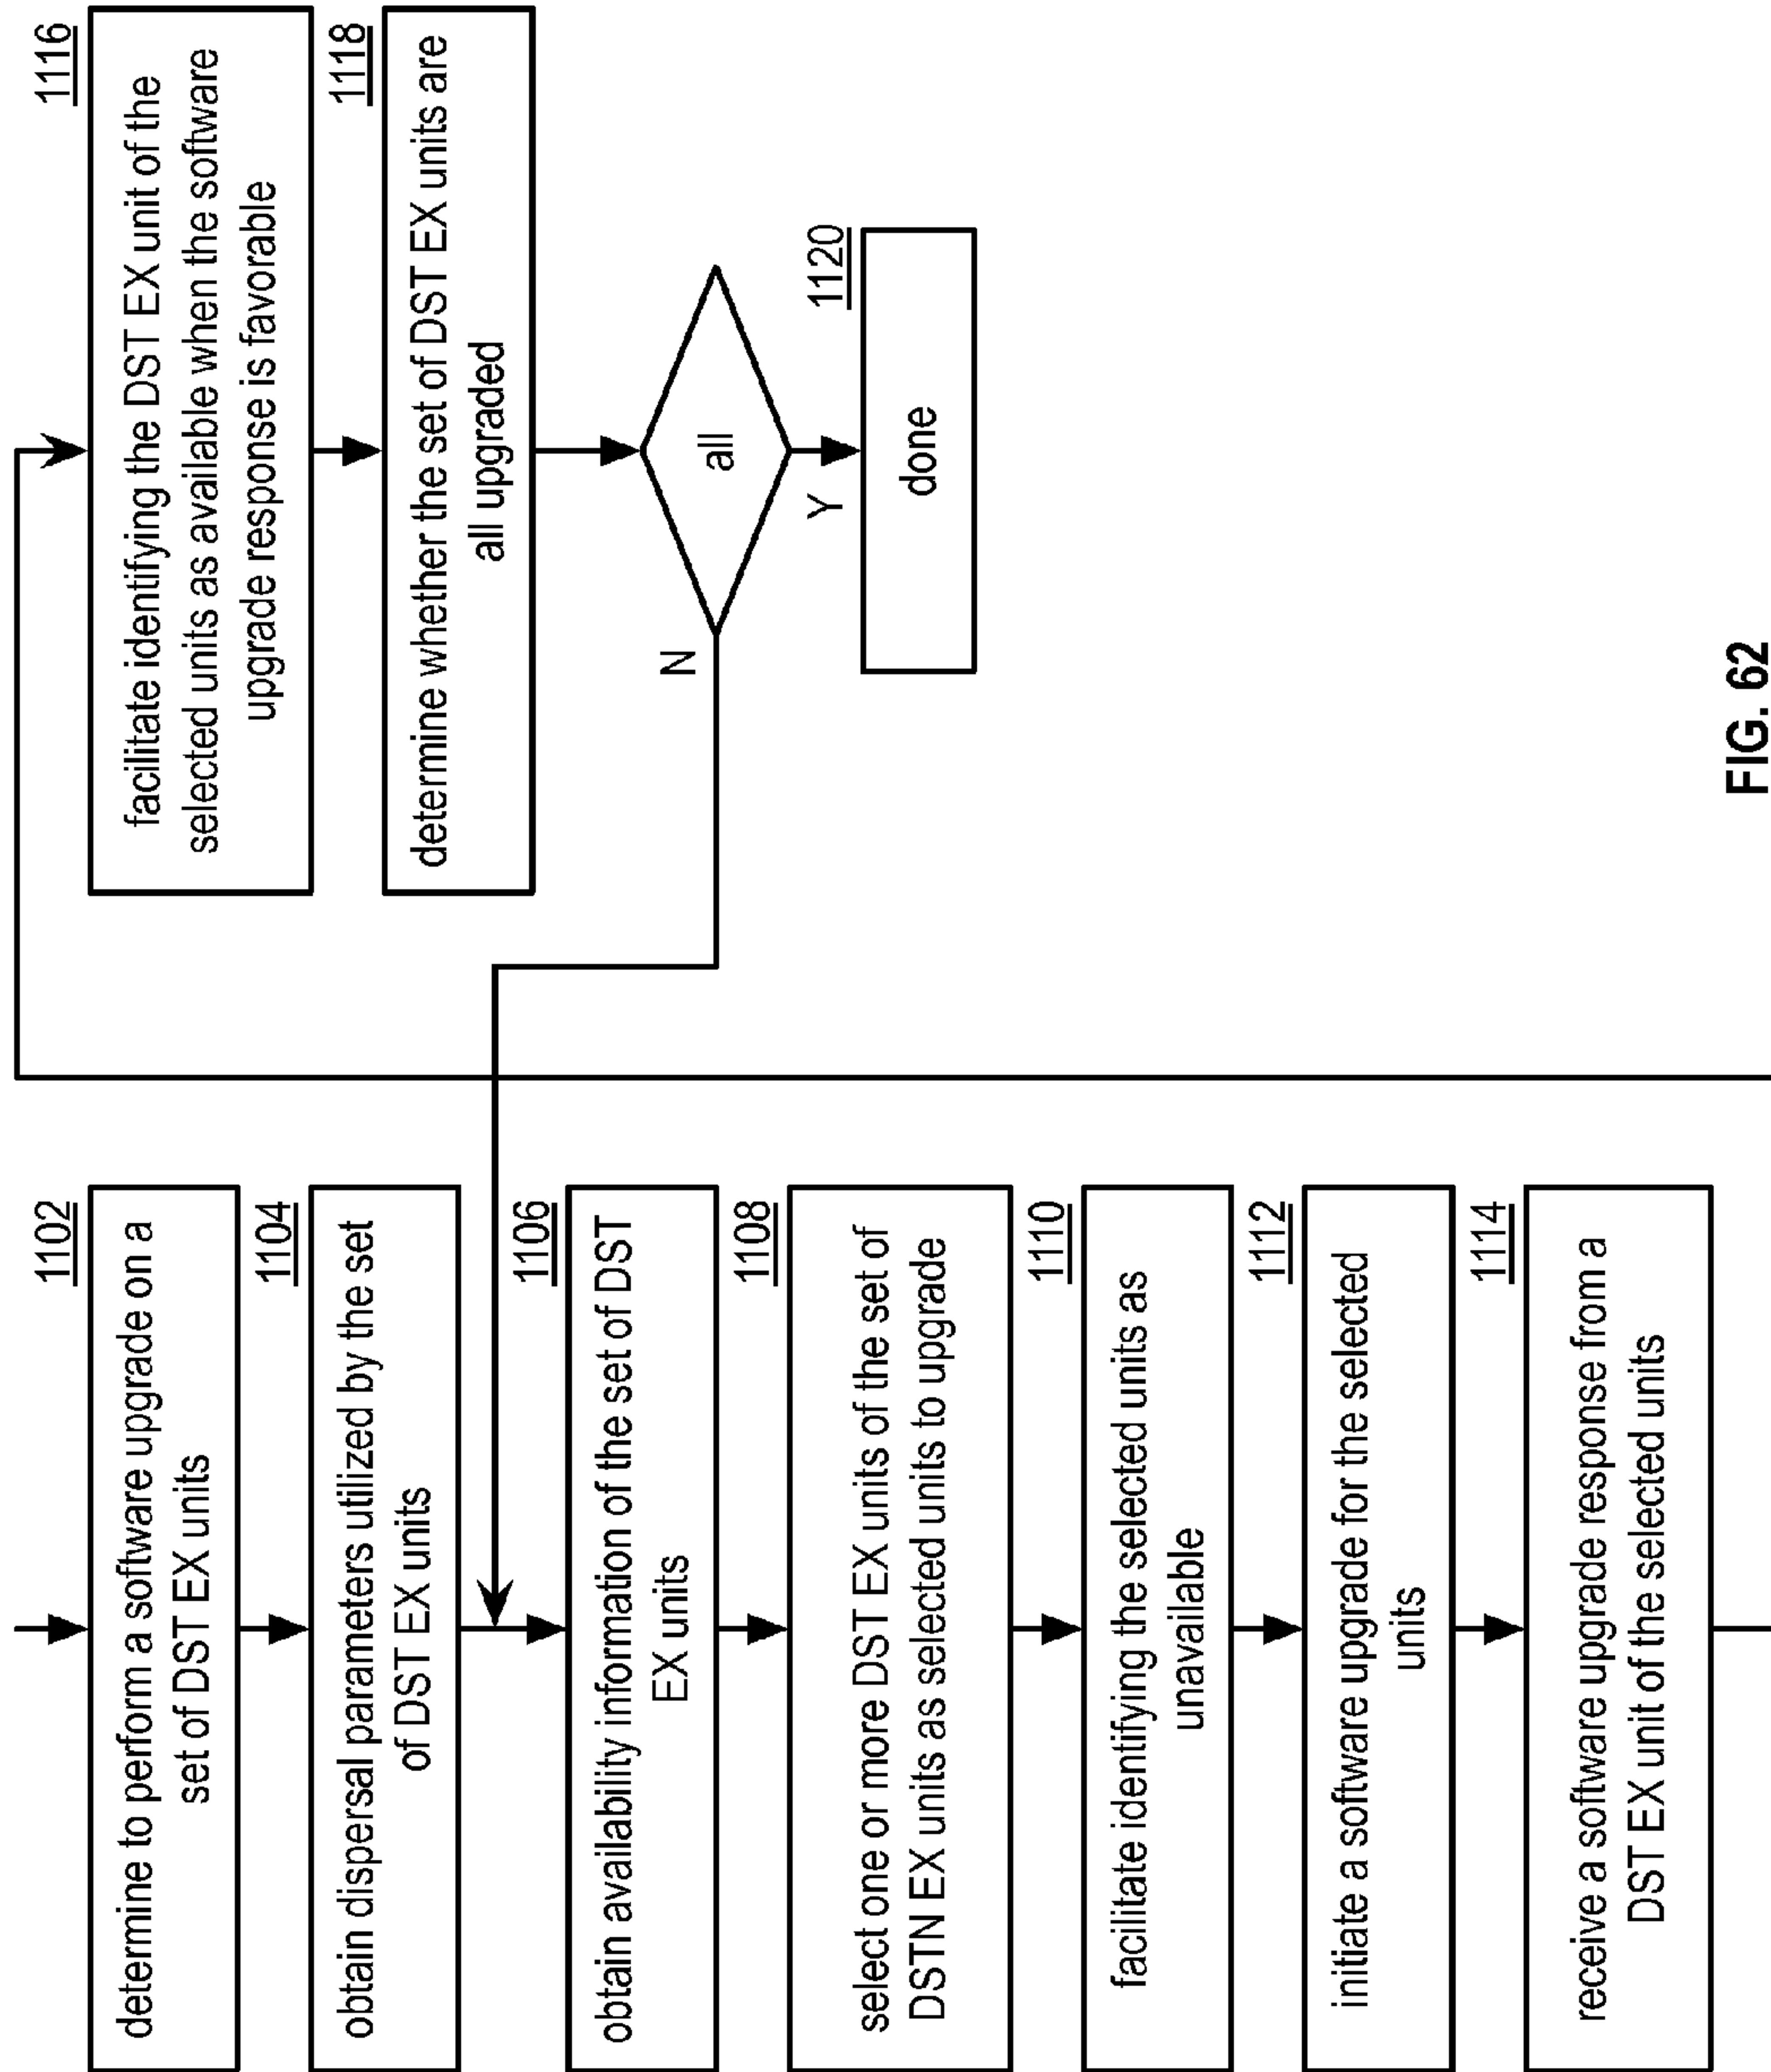 1102
determine to perform a software upgrade on a
set of DST EX units
1104
obtain dispersal parameters utilized by the set
of DST EX units
1106
obtain availability information of the set of DST
EX units
1108
select one or more DST EX units of the set of
DSTN EX units as selected units to upgrade
1110
facilitate identifying the selected units as
unavailable
1112
initiate a software upgrade for the selected
units
1114
receive a software upgrade response from a
DST EX unit of the selected units
1116
facilitate identifying the DST EX unit of the
selected units as available when the software
upgrade response is favorable
1118
determine whether the set of DST EX units are
all upgraded
all
N
Y
1120
done
FIG. 62